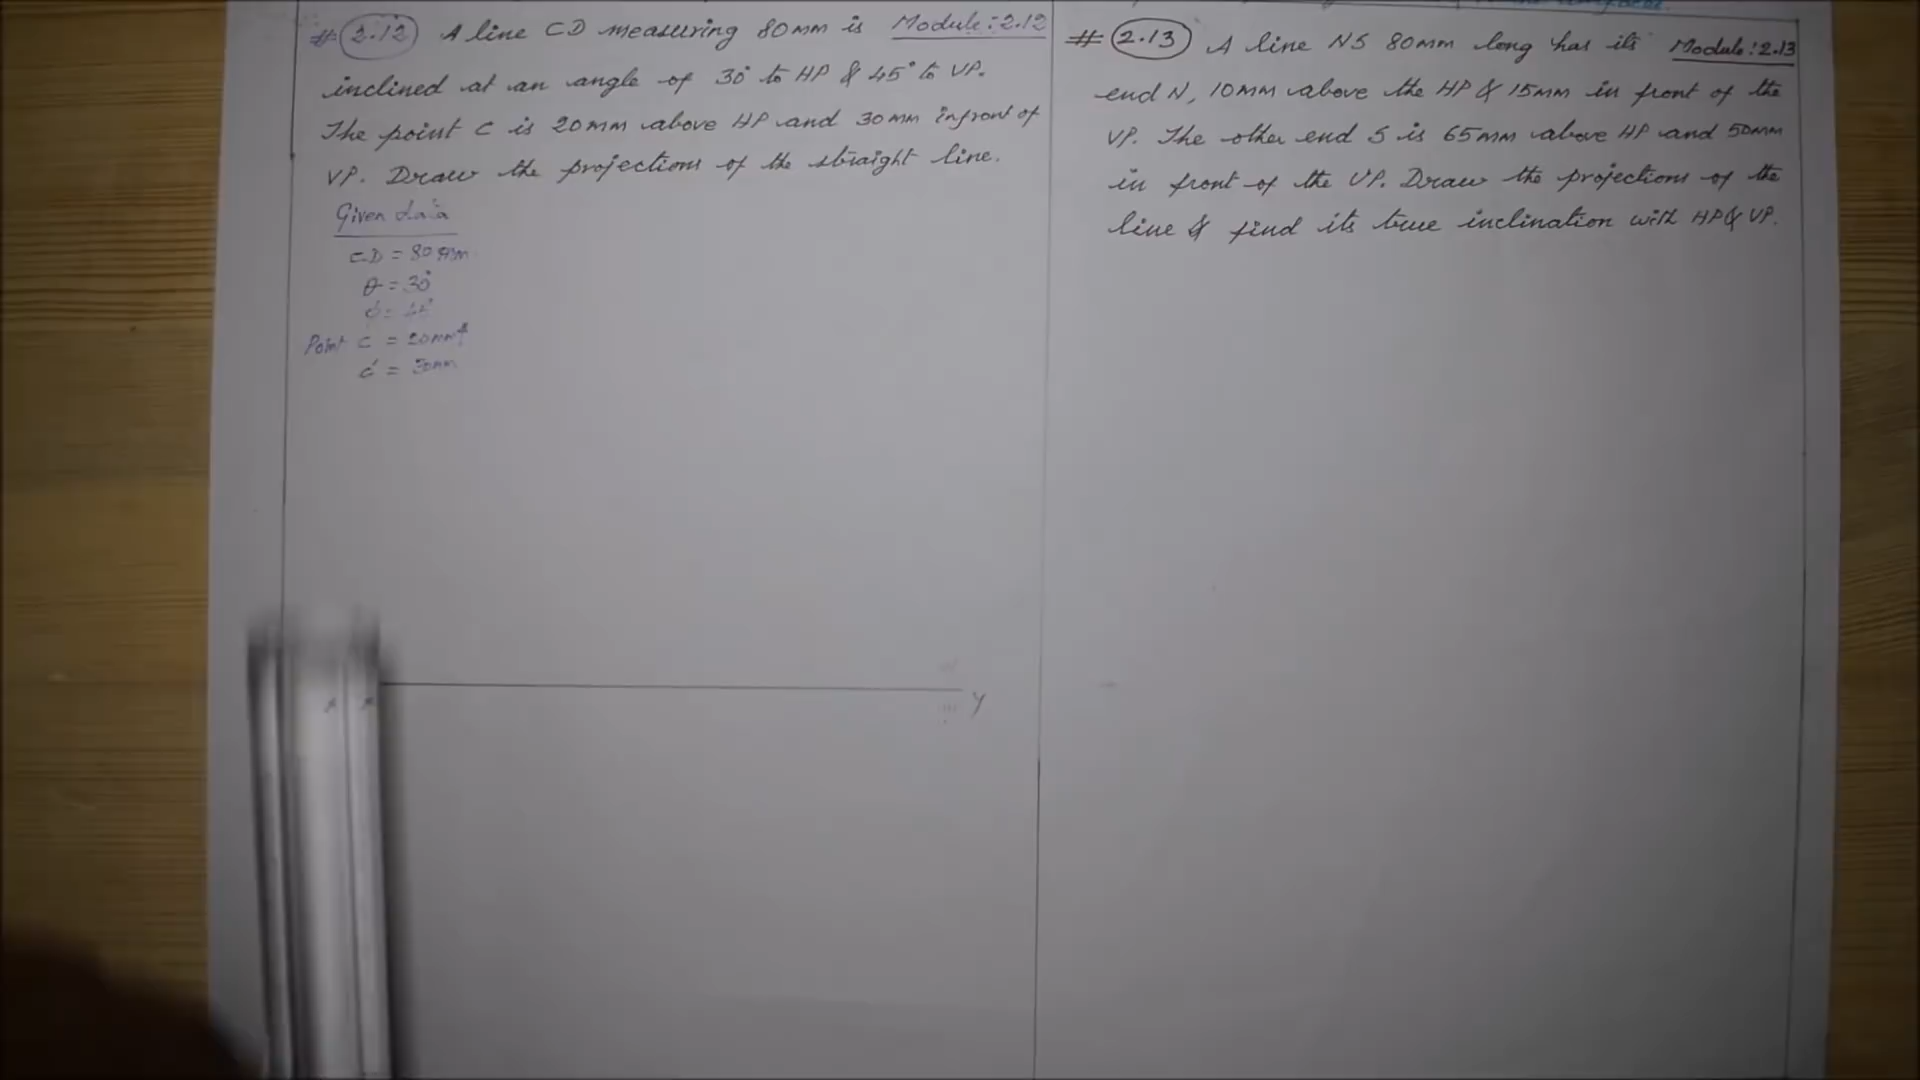 # 2.12 A line CD measuring 80mm is Module: 2.12
inclined at an angle of 30° to HP & 45° to VP.
The point C is 20mm above HP and 30mm infront of
VP. Draw the projections of the straight line.
Given data
CD = 80mm
θ = 30°
Point C = 20mm
= 30mm
Y
# 2.13 A line NS 80mm long has its Module: 2.13
end N, 10mm above the HP & 15mm in front of the
VP. The other end S is 65mm above HP and 50mm
in front of the VP. Draw the projections of the
line & find its true inclination with HP & VP.